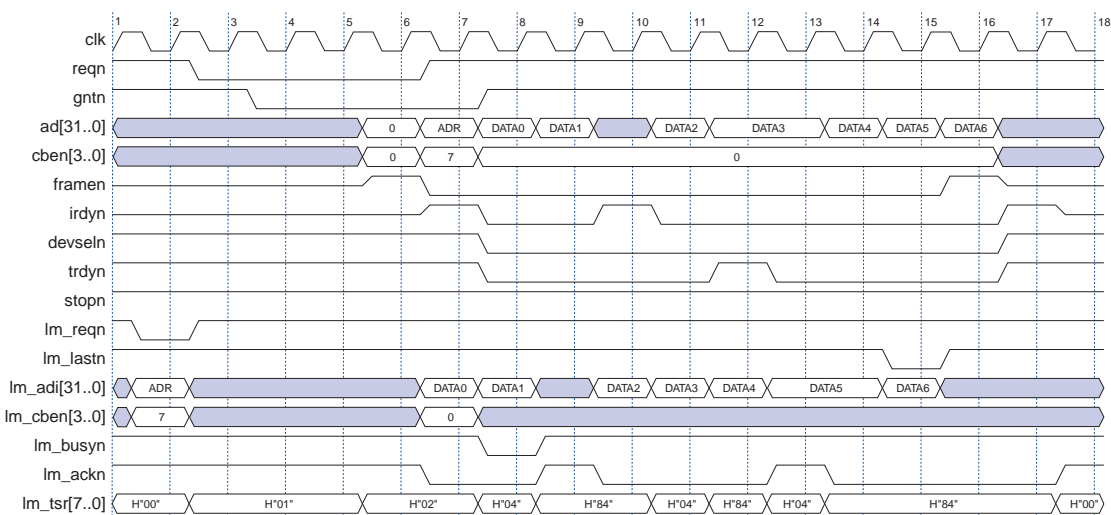 1 2 3 4 5 6 7 8 9 10 11 12 13 14 15 16 17 18
clk
reqn
gntn
ad[31..0] 0 ADR DATA0 DATA1 DATA2 DATA3 DATA4 DATA5 DATA6
cben[3..0] 0 7 0
framen
irdyn
devseln
trdyn
stopn
lm_reqn
lm_lastn
lm_adi[31..0] ADR DATA0 DATA1 DATA2 DATA3 DATA4 DATA5 DATA6
lm_cben[3..0] 7 0
lm_busyn
lm_ackn
lm_tsr[7..0] H"00" H"01" H"02" H"04" H"84" H"04" H"84" H"04" H"84" H"00"